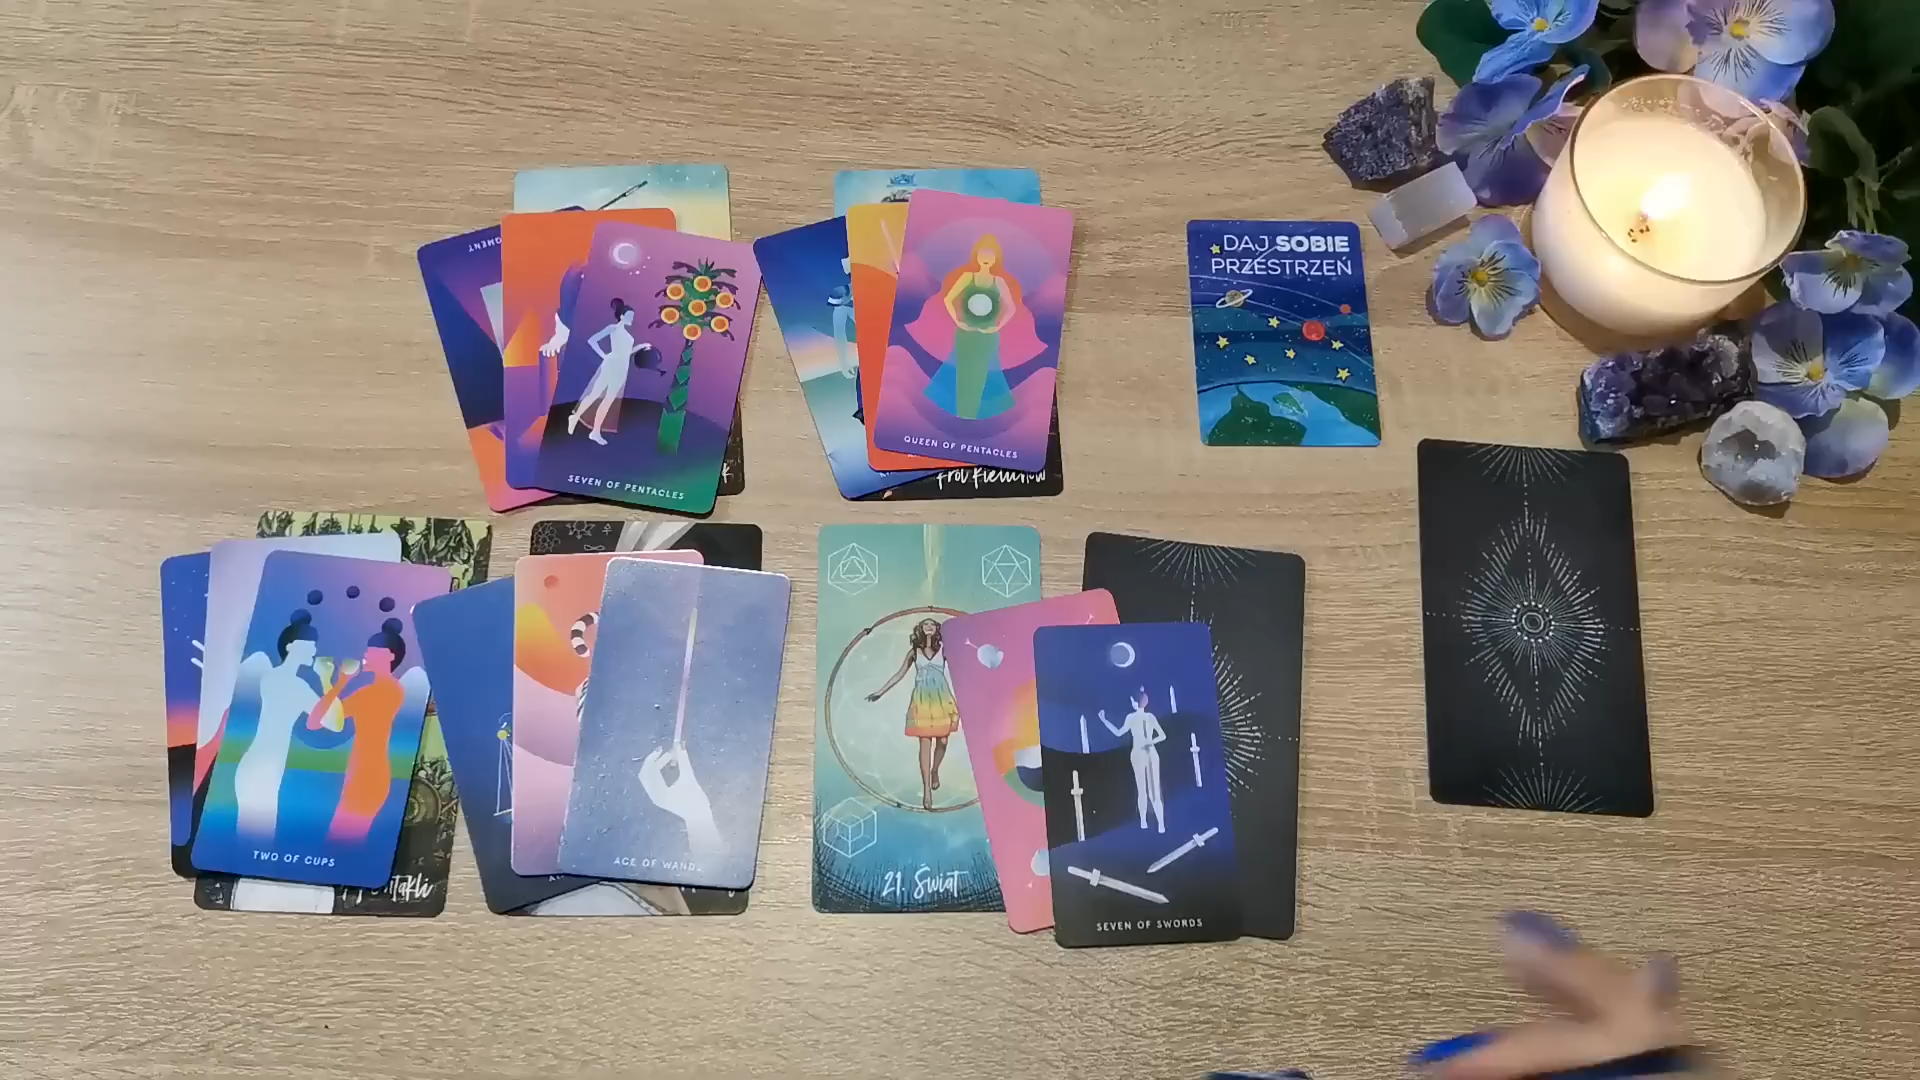 DAJ SOBIE
PRZESTRZEŃ
SEVEN OF PENTACLES
QUEEN OF PENTACLES
TWO OF CUPS
ACE OF WANDS
21. Świat
SEVEN OF SWORDS